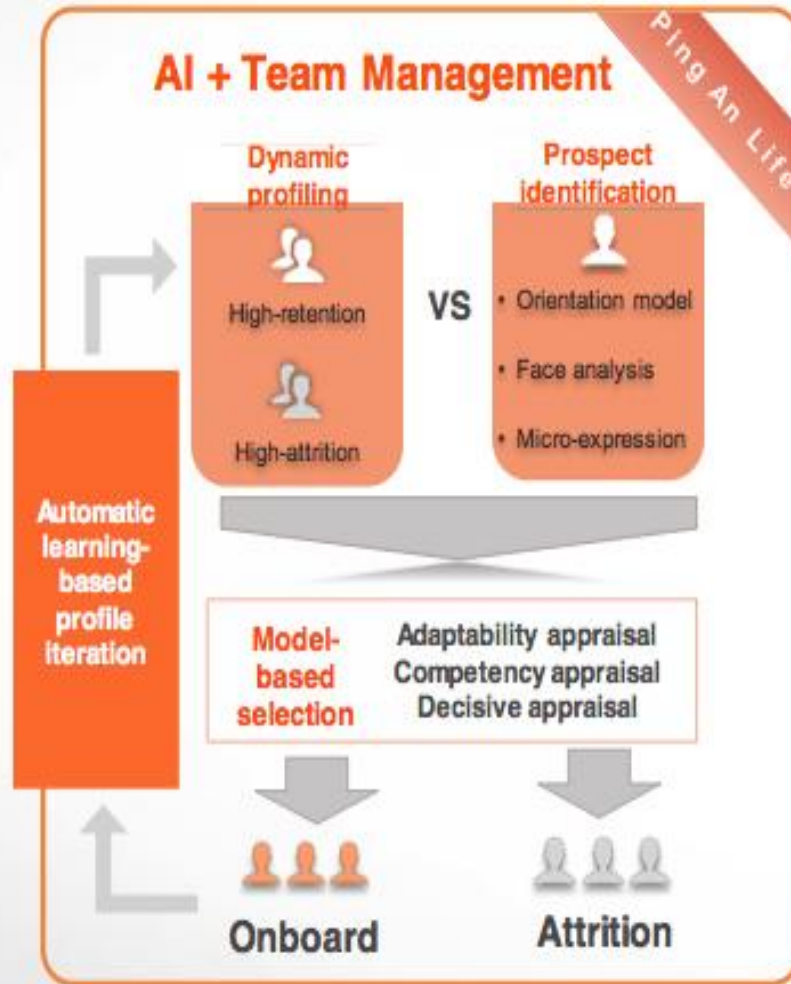 Ping An Life
AI + Team Management
Dynamic
profiling
High-retention
High-attrition
VS
Prospect
identification
• Orientation model
• Face analysis
• Micro-expression
Automatic
learning-
based
profile
iteration
Model-
based
selection
Adaptability appraisal
Competency appraisal
Decisive appraisal
Onboard
Attrition